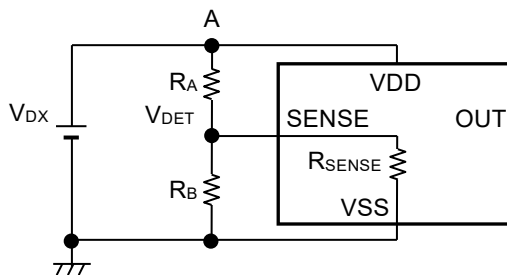 A
RA
VDD
VDX
VDET
SENSE
OUT
RSENSE
RB
VSS